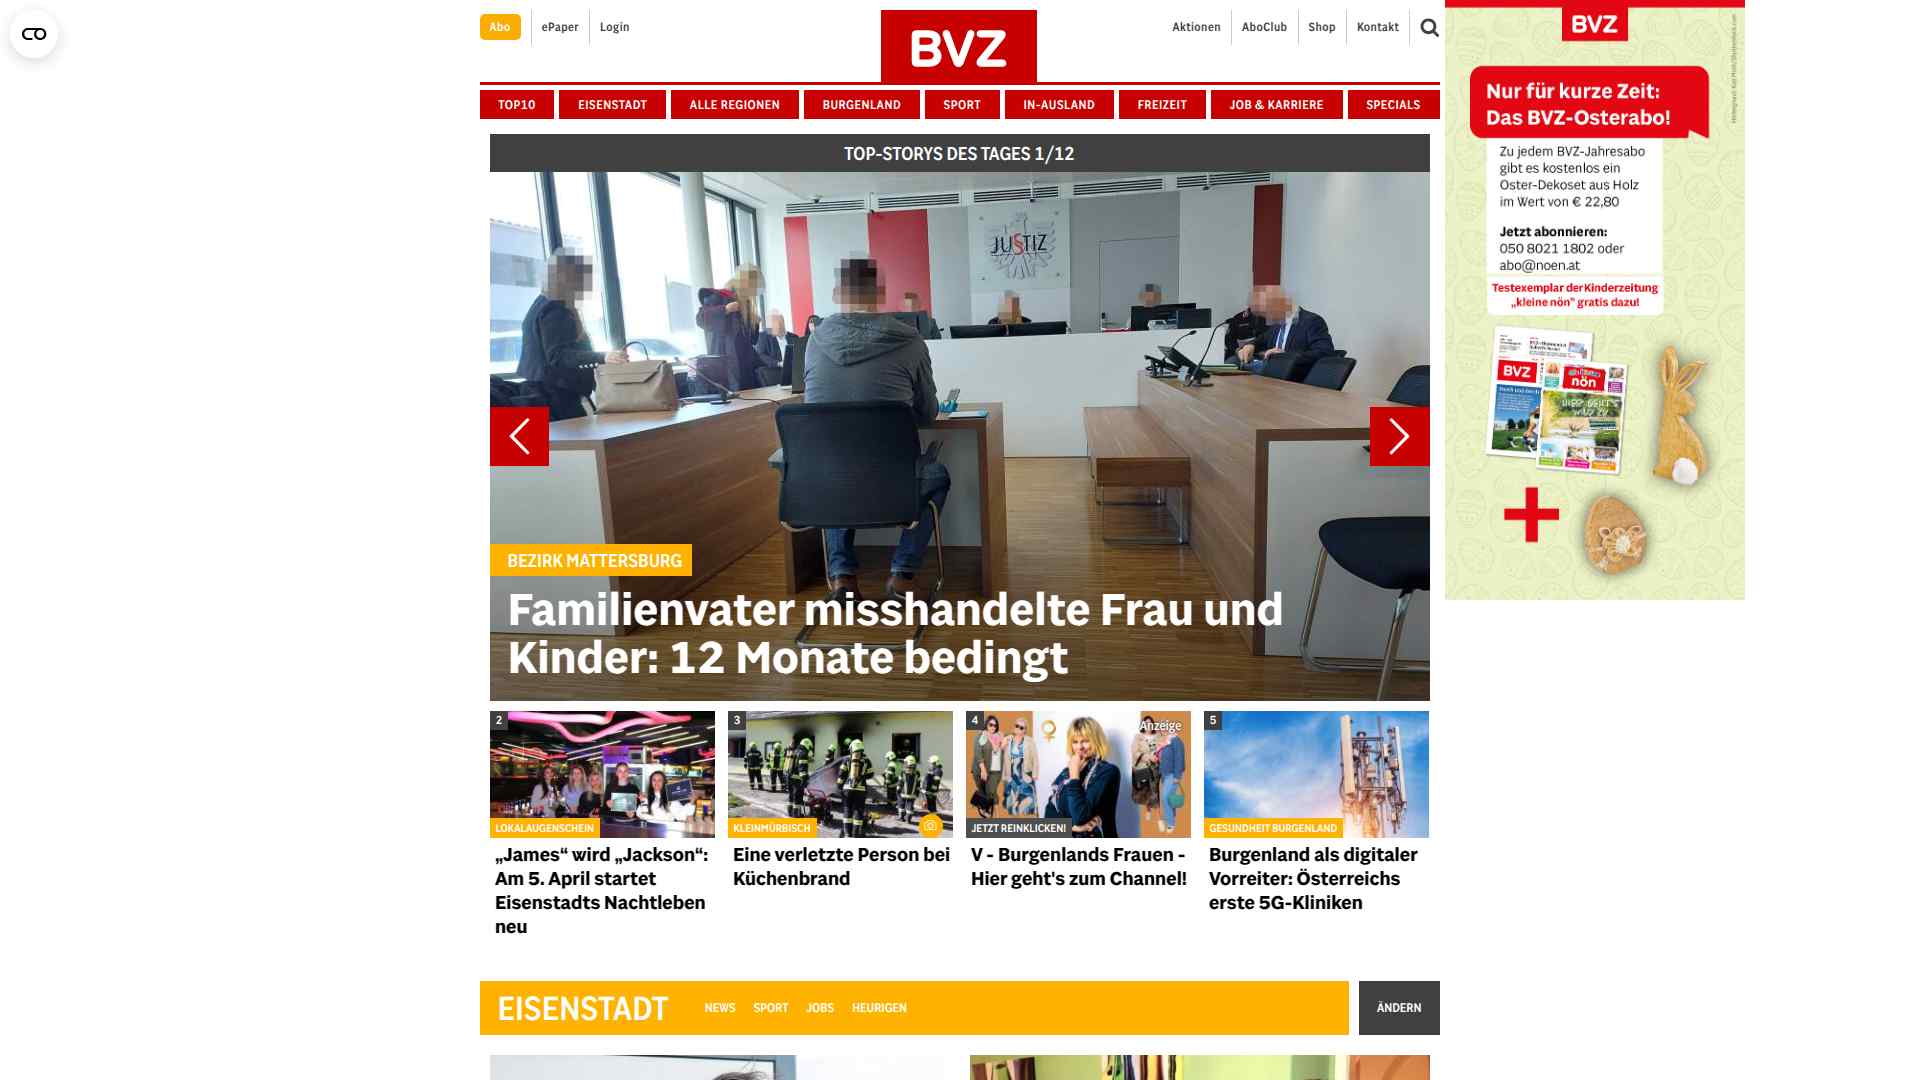 Abo
ePaper
Login
BVZ
Aktionen
AboClub
Shop
Kontakt
TOP10
EISENSTADT
ALLE REGIONEN
BURGENLAND
SPORT
IN-AUSLAND
FREIZEIT
JOB & KARRIERE
SPECIALS
TOP-STORYS DES TAGES 1/12
JUSTIZ
BEZIRK MATTERSBURG
Familienvater misshandelte Frau und
Kinder: 12 Monate bedingt
2
LOKALAUGENSCHEIN
„James“ wird „Jackson“:
Am 5. April startet
Eisenstadts Nachtleben
neu
3
KLEINMÜRBISCH
Eine verletzte Person bei
Küchenbrand
4
Anzeige
JETZT REINKLICKEN!
V - Burgenlands Frauen -
Hier geht's zum Channel!
5
GESUNDHEIT BURGENLAND
Burgenland als digitaler
Vorreiter: Österreichs
erste 5G-Kliniken
EISENSTADT
NEWS
SPORT
JOBS
HEURIGEN
ÄNDERN
BVZ
Nur für kurze Zeit:
Das BVZ-Osterabo!
Zu jedem BVZ-Jahresabo
gibt es kostenlos ein
Oster-Dekoset aus Holz
im Wert von € 22,80
Jetzt abonnieren:
050 8021 1802 oder
abo@noen.at
Testexemplar der Kinderzeitung
„kleine nön“ gratis dazu!
BVZ
nön